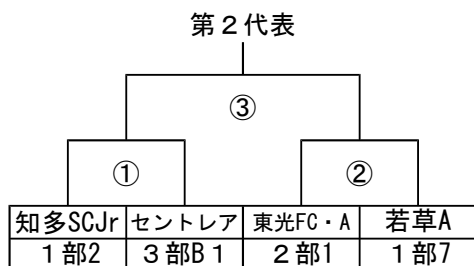 第２代表
③
① ②
知多SCJr セントレア 東光FC・A 若草A
１部2 ３部B１ ２部1 １部7